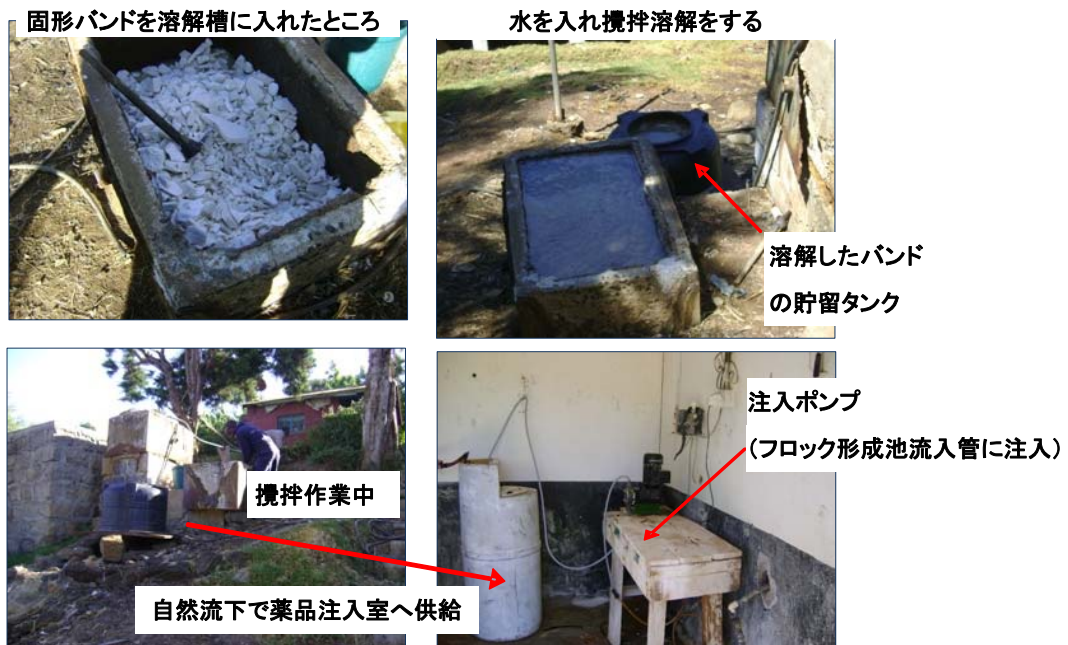 固形バンドを溶解槽に入れたところ
水を入れ攪拌溶解をする
溶解したバンド
の貯留タンク
攪拌作業中
自然流下で薬品注入室へ供給
注入ポンプ
(フロック形成池流入管に注入)